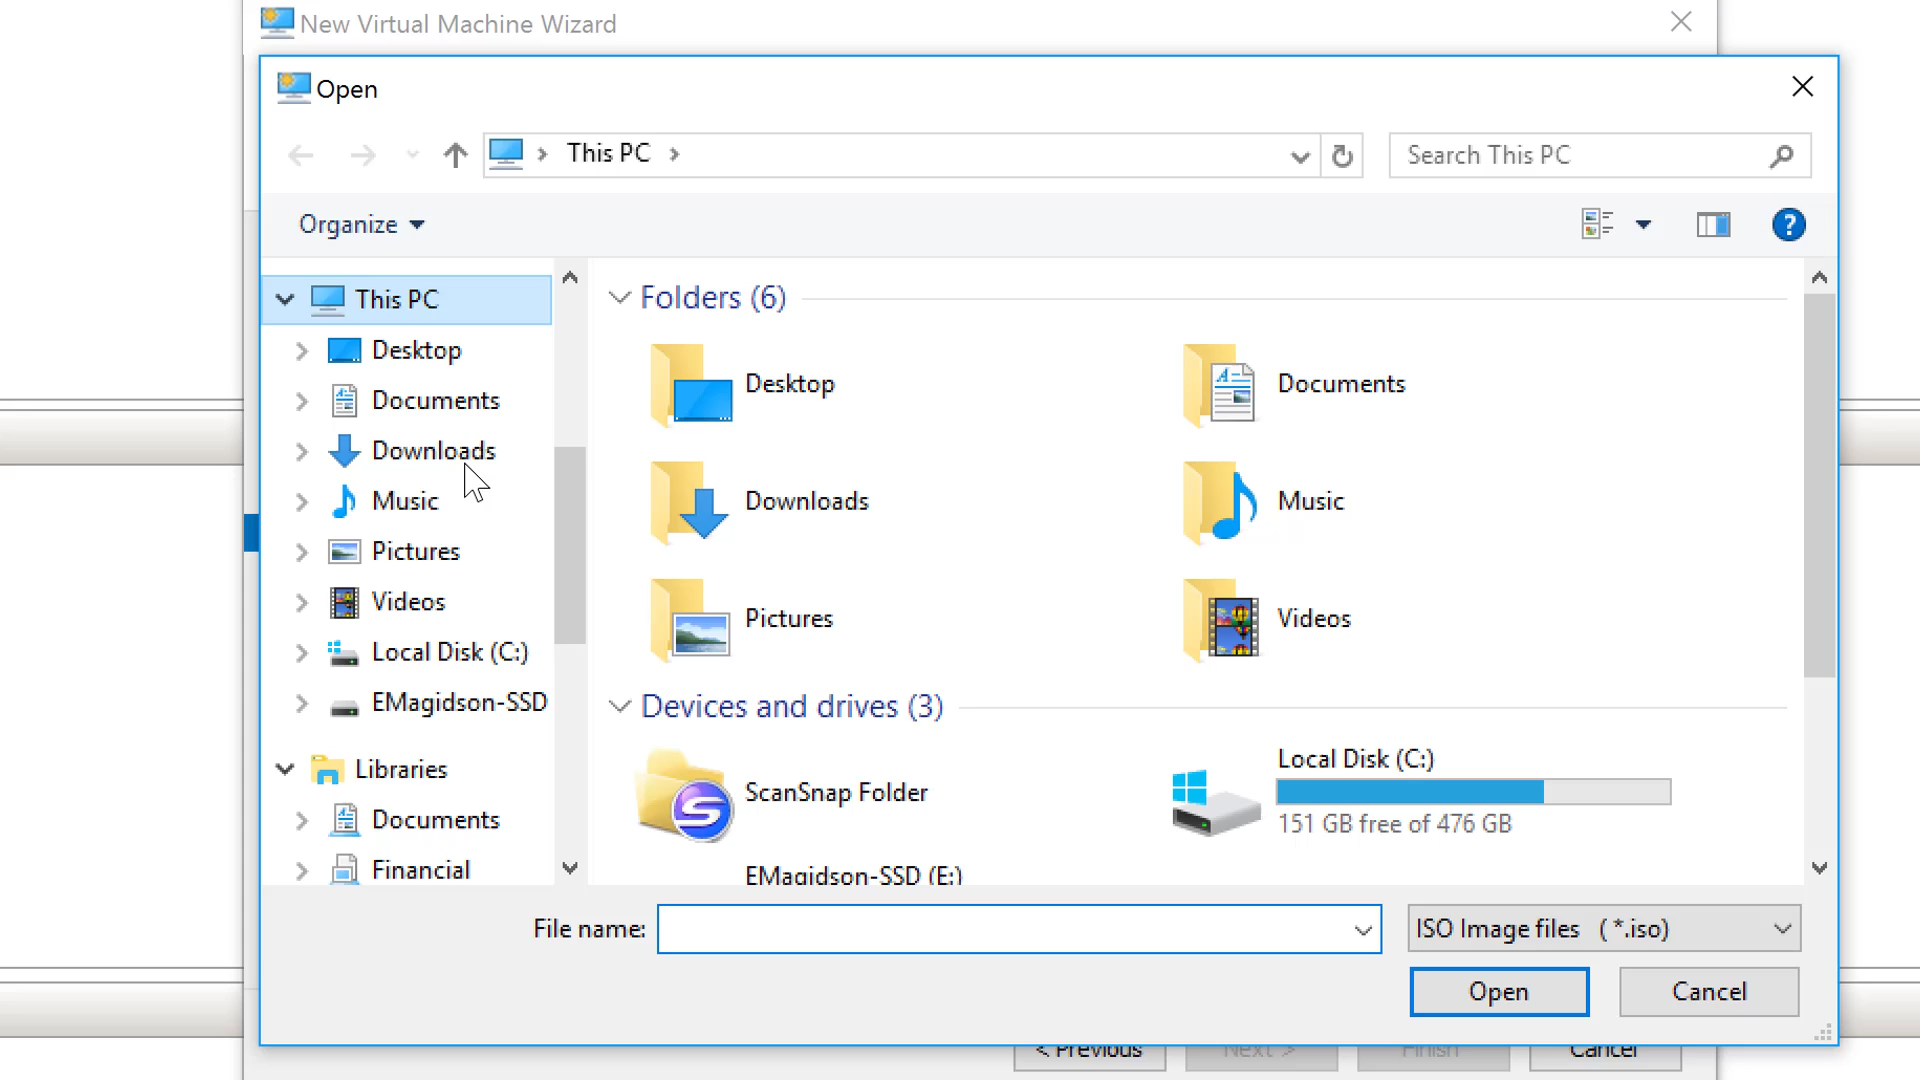 New Virtual Machine Wizard
Open
This PC
Search This PC
Organize
?
This PC
Desktop
Documents
Downloads
Music
Pictures
Videos
Local Disk (C:)
EMagidson-SSD
Libraries
Documents
Financial
Folders (6)
Desktop
Documents
Downloads
Music
Pictures
Videos
Devices and drives (3)
ScanSnap Folder
Local Disk (C:)
151 GB free of 476 GB
EMagidson-SSD (E:)
File name:
ISO Image files ( *.iso)
Open
Cancel
< Previous
Next >
Finish
Cancel